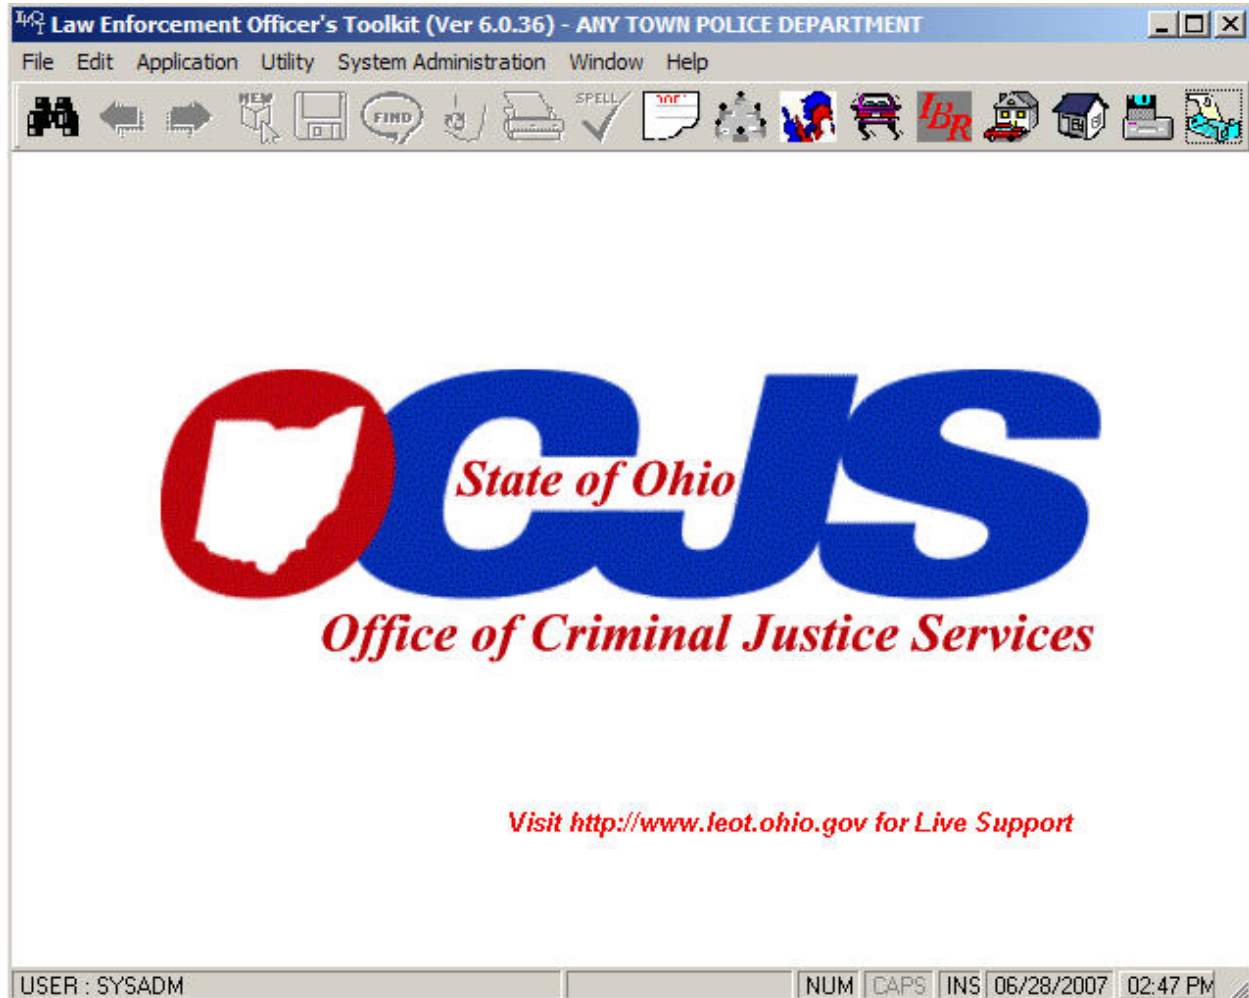 Law Enforcement Officer's Toolkit (Ver 6.0.36) - ANY TOWN POLICE DEPARTMENT
File Edit Application Utility System Administration Window Help
NEW FIND SPELL IBR
OCJS
State of Ohio
Office of Criminal Justice Services
Visit http://www.leot.ohio.gov for Live Support
USER : SYSADM NUM CAPS INS 06/28/2007 02:47 PM